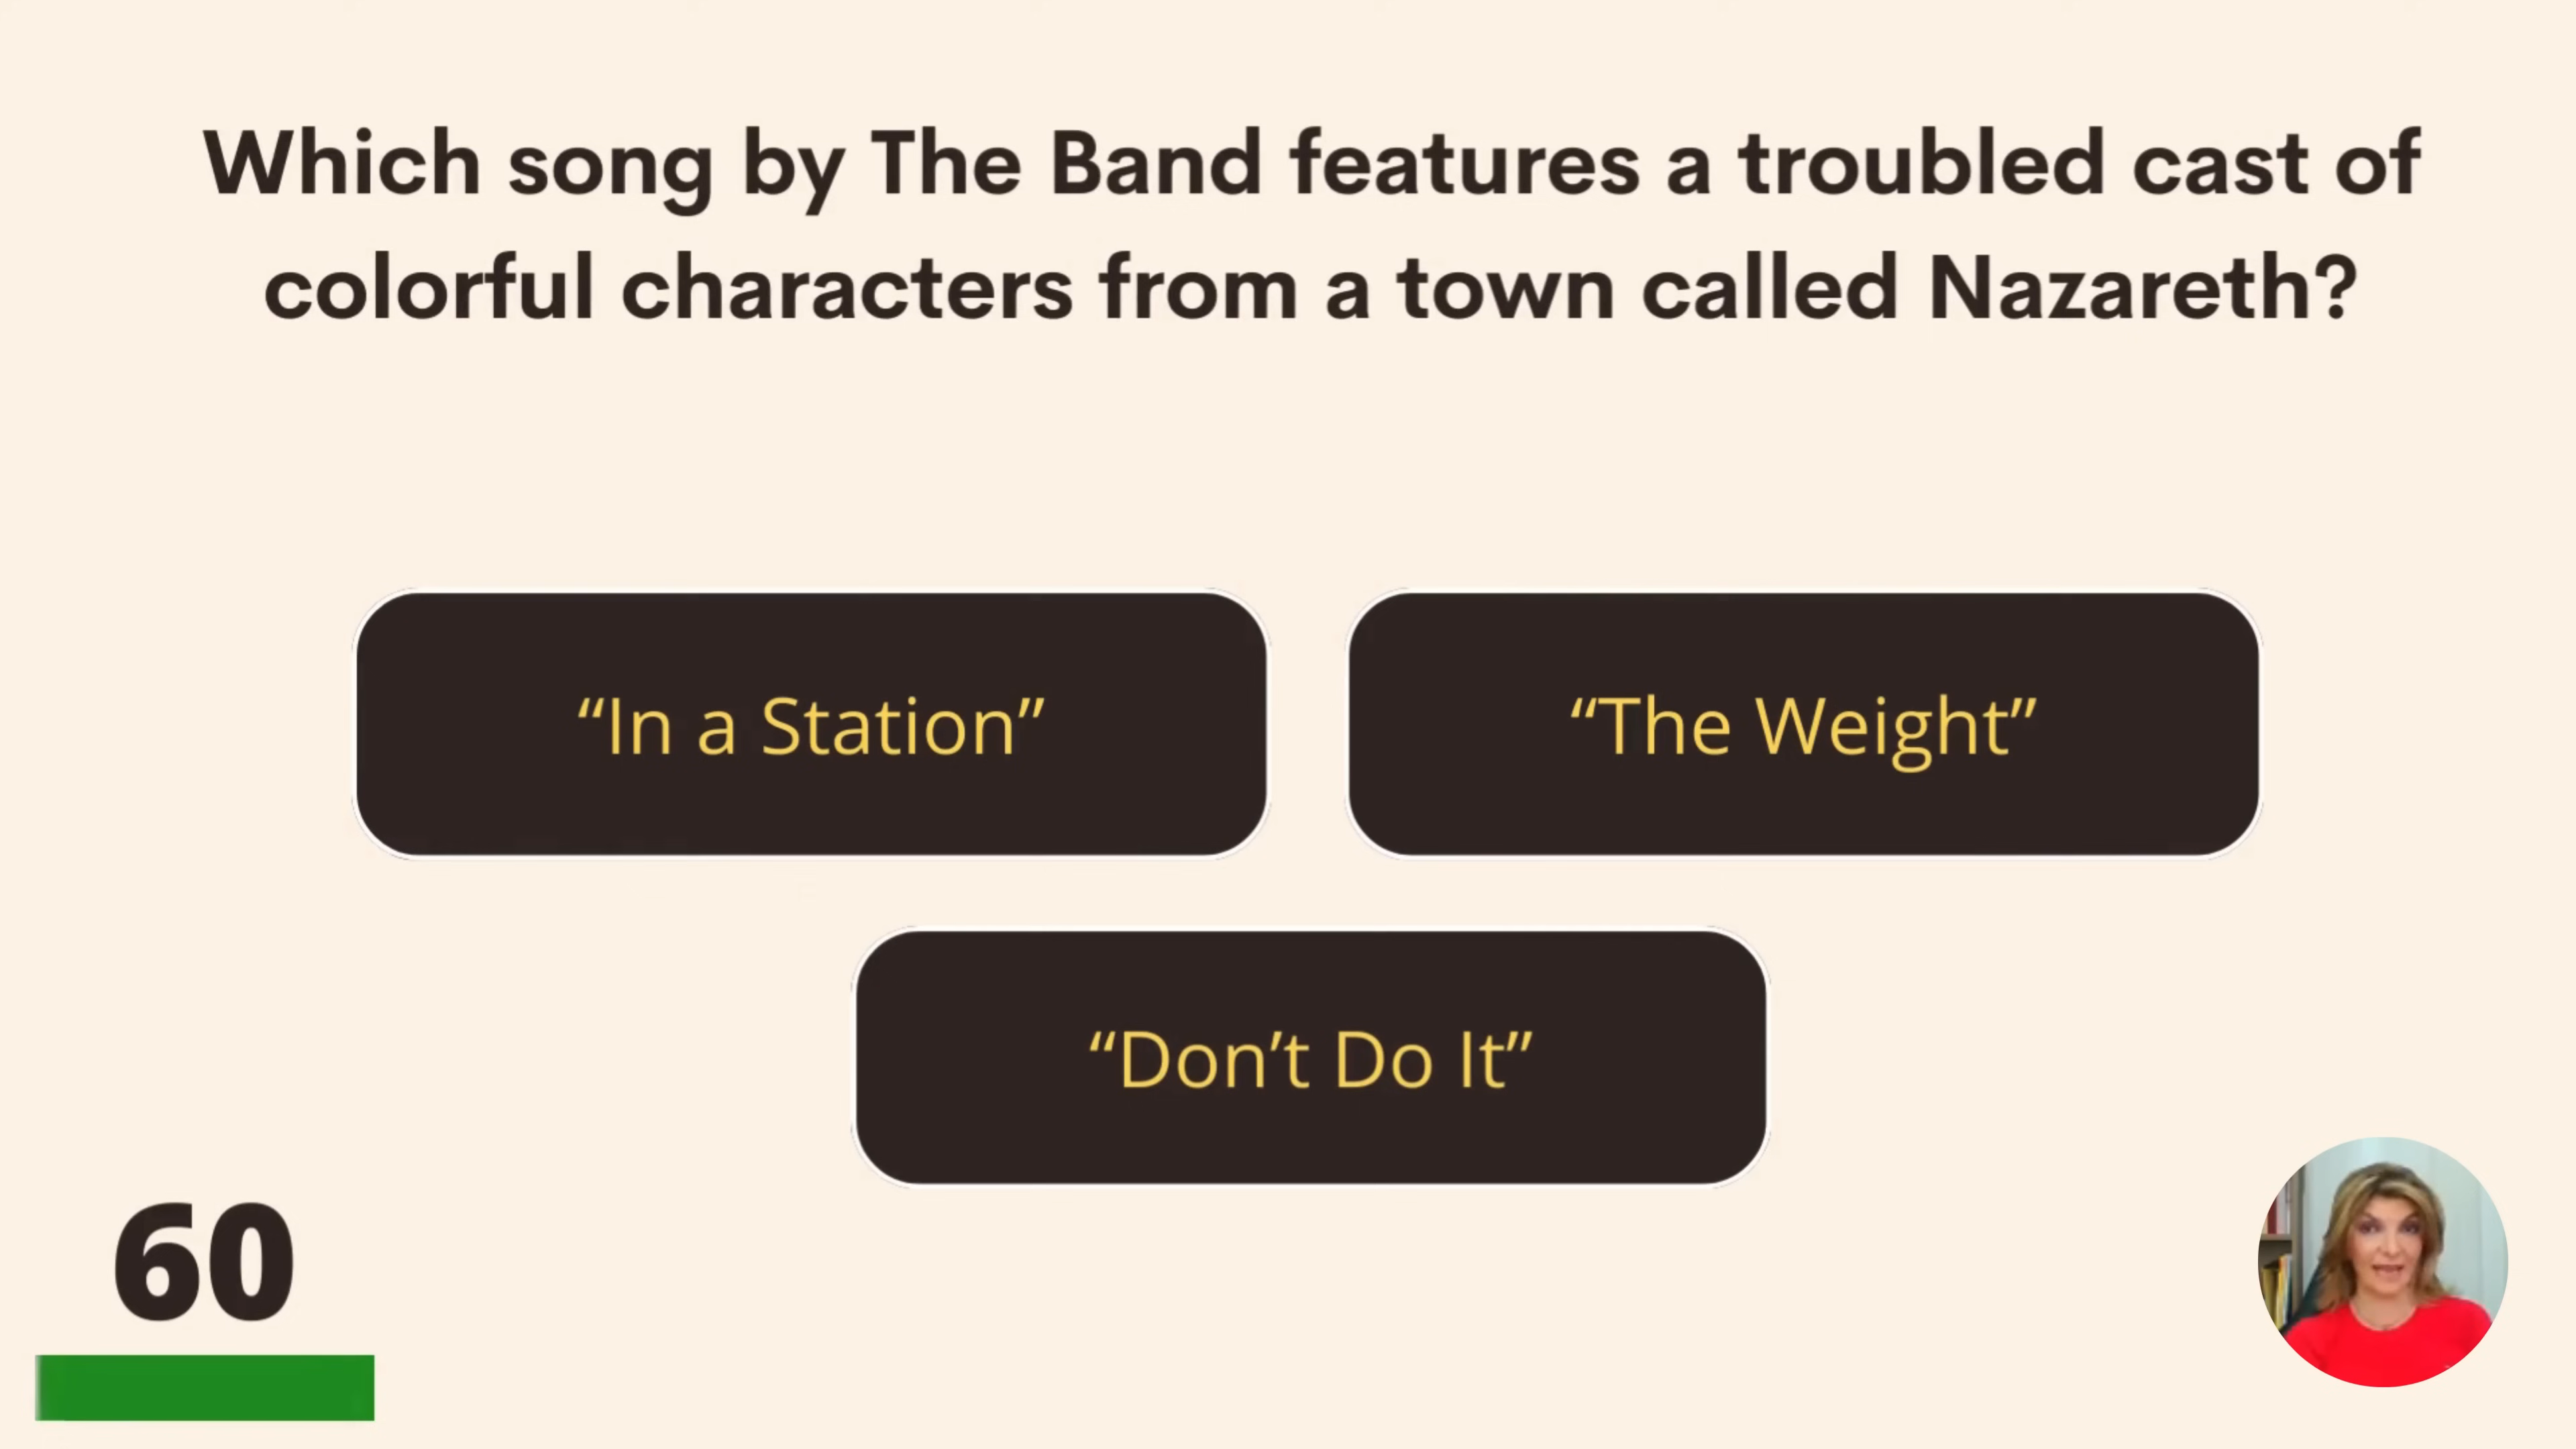 Which song by The Band features a troubled cast of
colorful characters from a town called Nazareth?
“In a Station”
“The Weight”
“Don’t Do It”
60